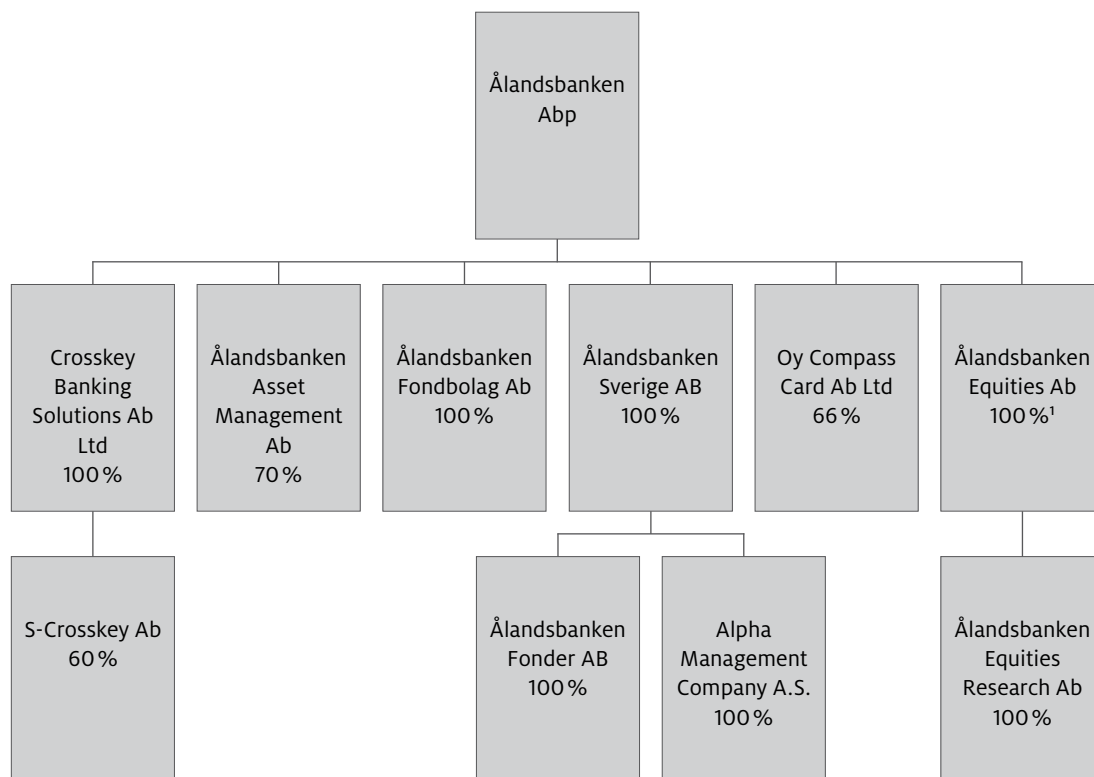 Ålandsbanken
Abp
Crosskey
Banking
Solutions Ab
Ltd
100 %
Ålandsbanken
Asset
Management
Ab
70 %
Ålandsbanken
Fondbolag Ab
100 %
Ålandsbanken
Sverige AB
100 %
Oy Compass
Card Ab Ltd
66 %
Ålandsbanken
Equities Ab
100 %¹
S-Crosskey Ab
60 %
Ålandsbanken
Fonder AB
100 %
Alpha
Management
Company A.S.
100 %
Ålandsbanken
Equities
Research Ab
100 %